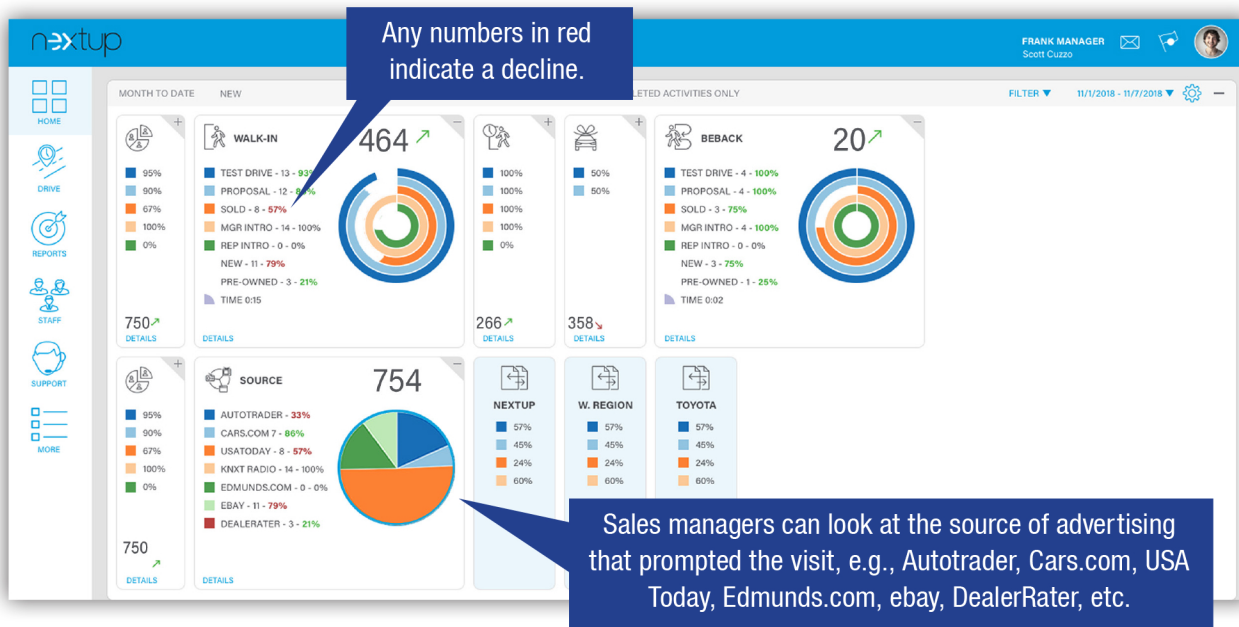 nextup
Any numbers in red
indicate a decline.
FRANK MANAGER
Scott Cuzzo
HOME
DRIVE
REPORTS
STAFF
SUPPORT
MORE
MONTH TO DATE NEW
ACTIVITIES ONLY
FILTER ▼ 11/1/2018 - 11/7/2018 ▼
+
95%
90%
67%
100%
0%
750
DETAILS
WALK-IN 464
TEST DRIVE - 13 - 93%
PROPOSAL - 12 -
SOLD - 8 - 57%
MGR INTRO - 14 - 100%
REP INTRO - 0 - 0%
NEW - 11 - 79%
PRE-OWNED - 3 - 21%
TIME 0:15
DETAILS
+
100%
100%
100%
100%
0%
266
DETAILS
+
50%
50%
358
DETAILS
BEBACK 20
TEST DRIVE - 4 - 100%
PROPOSAL - 4 - 100%
SOLD - 3 - 75%
MGR INTRO - 4 - 100%
REP INTRO - 0 - 0%
NEW - 3 - 75%
PRE-OWNED - 1 - 25%
TIME 0:02
DETAILS
+
95%
90%
67%
100%
0%
750
DETAILS
SOURCE 754
AUTOTRADER - 33%
CARS.COM 7 - 86%
USATODAY - 8 - 57%
KNXT RADIO - 14 - 100%
EDMUNDS.COM - 0 - 0%
EBAY - 11 - 79%
DEALERATER - 3 - 21%
DETAILS
NEXTUP
57%
45%
24%
60%
W. REGION
57%
45%
24%
60%
TOYOTA
57%
45%
24%
60%
Sales managers can look at the source of advertising
that prompted the visit, e.g., Autotrader, Cars.com, USA
Today, Edmunds.com, ebay, DealerRater, etc.